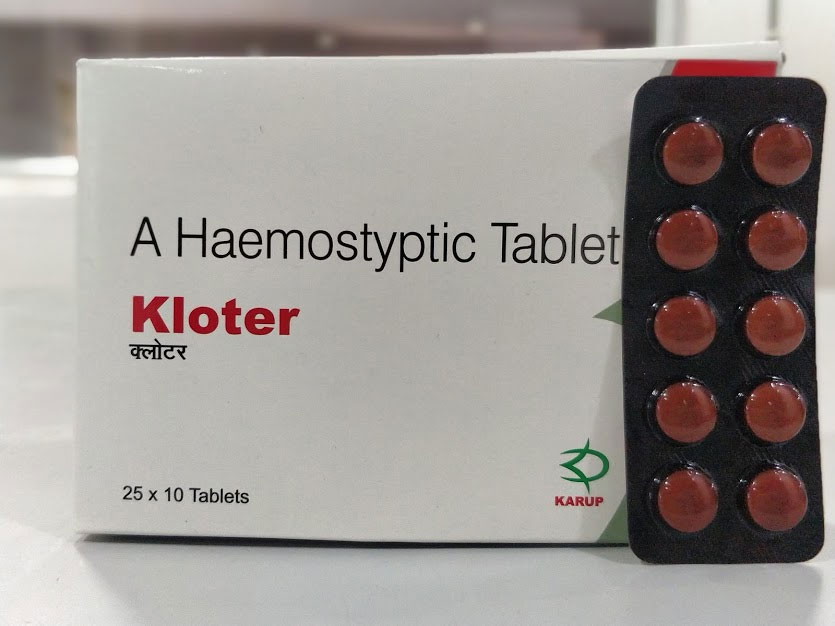 A Haemostyptic Tablet
Kloter
क्लोटर
25 x 10 Tablets
KARUP